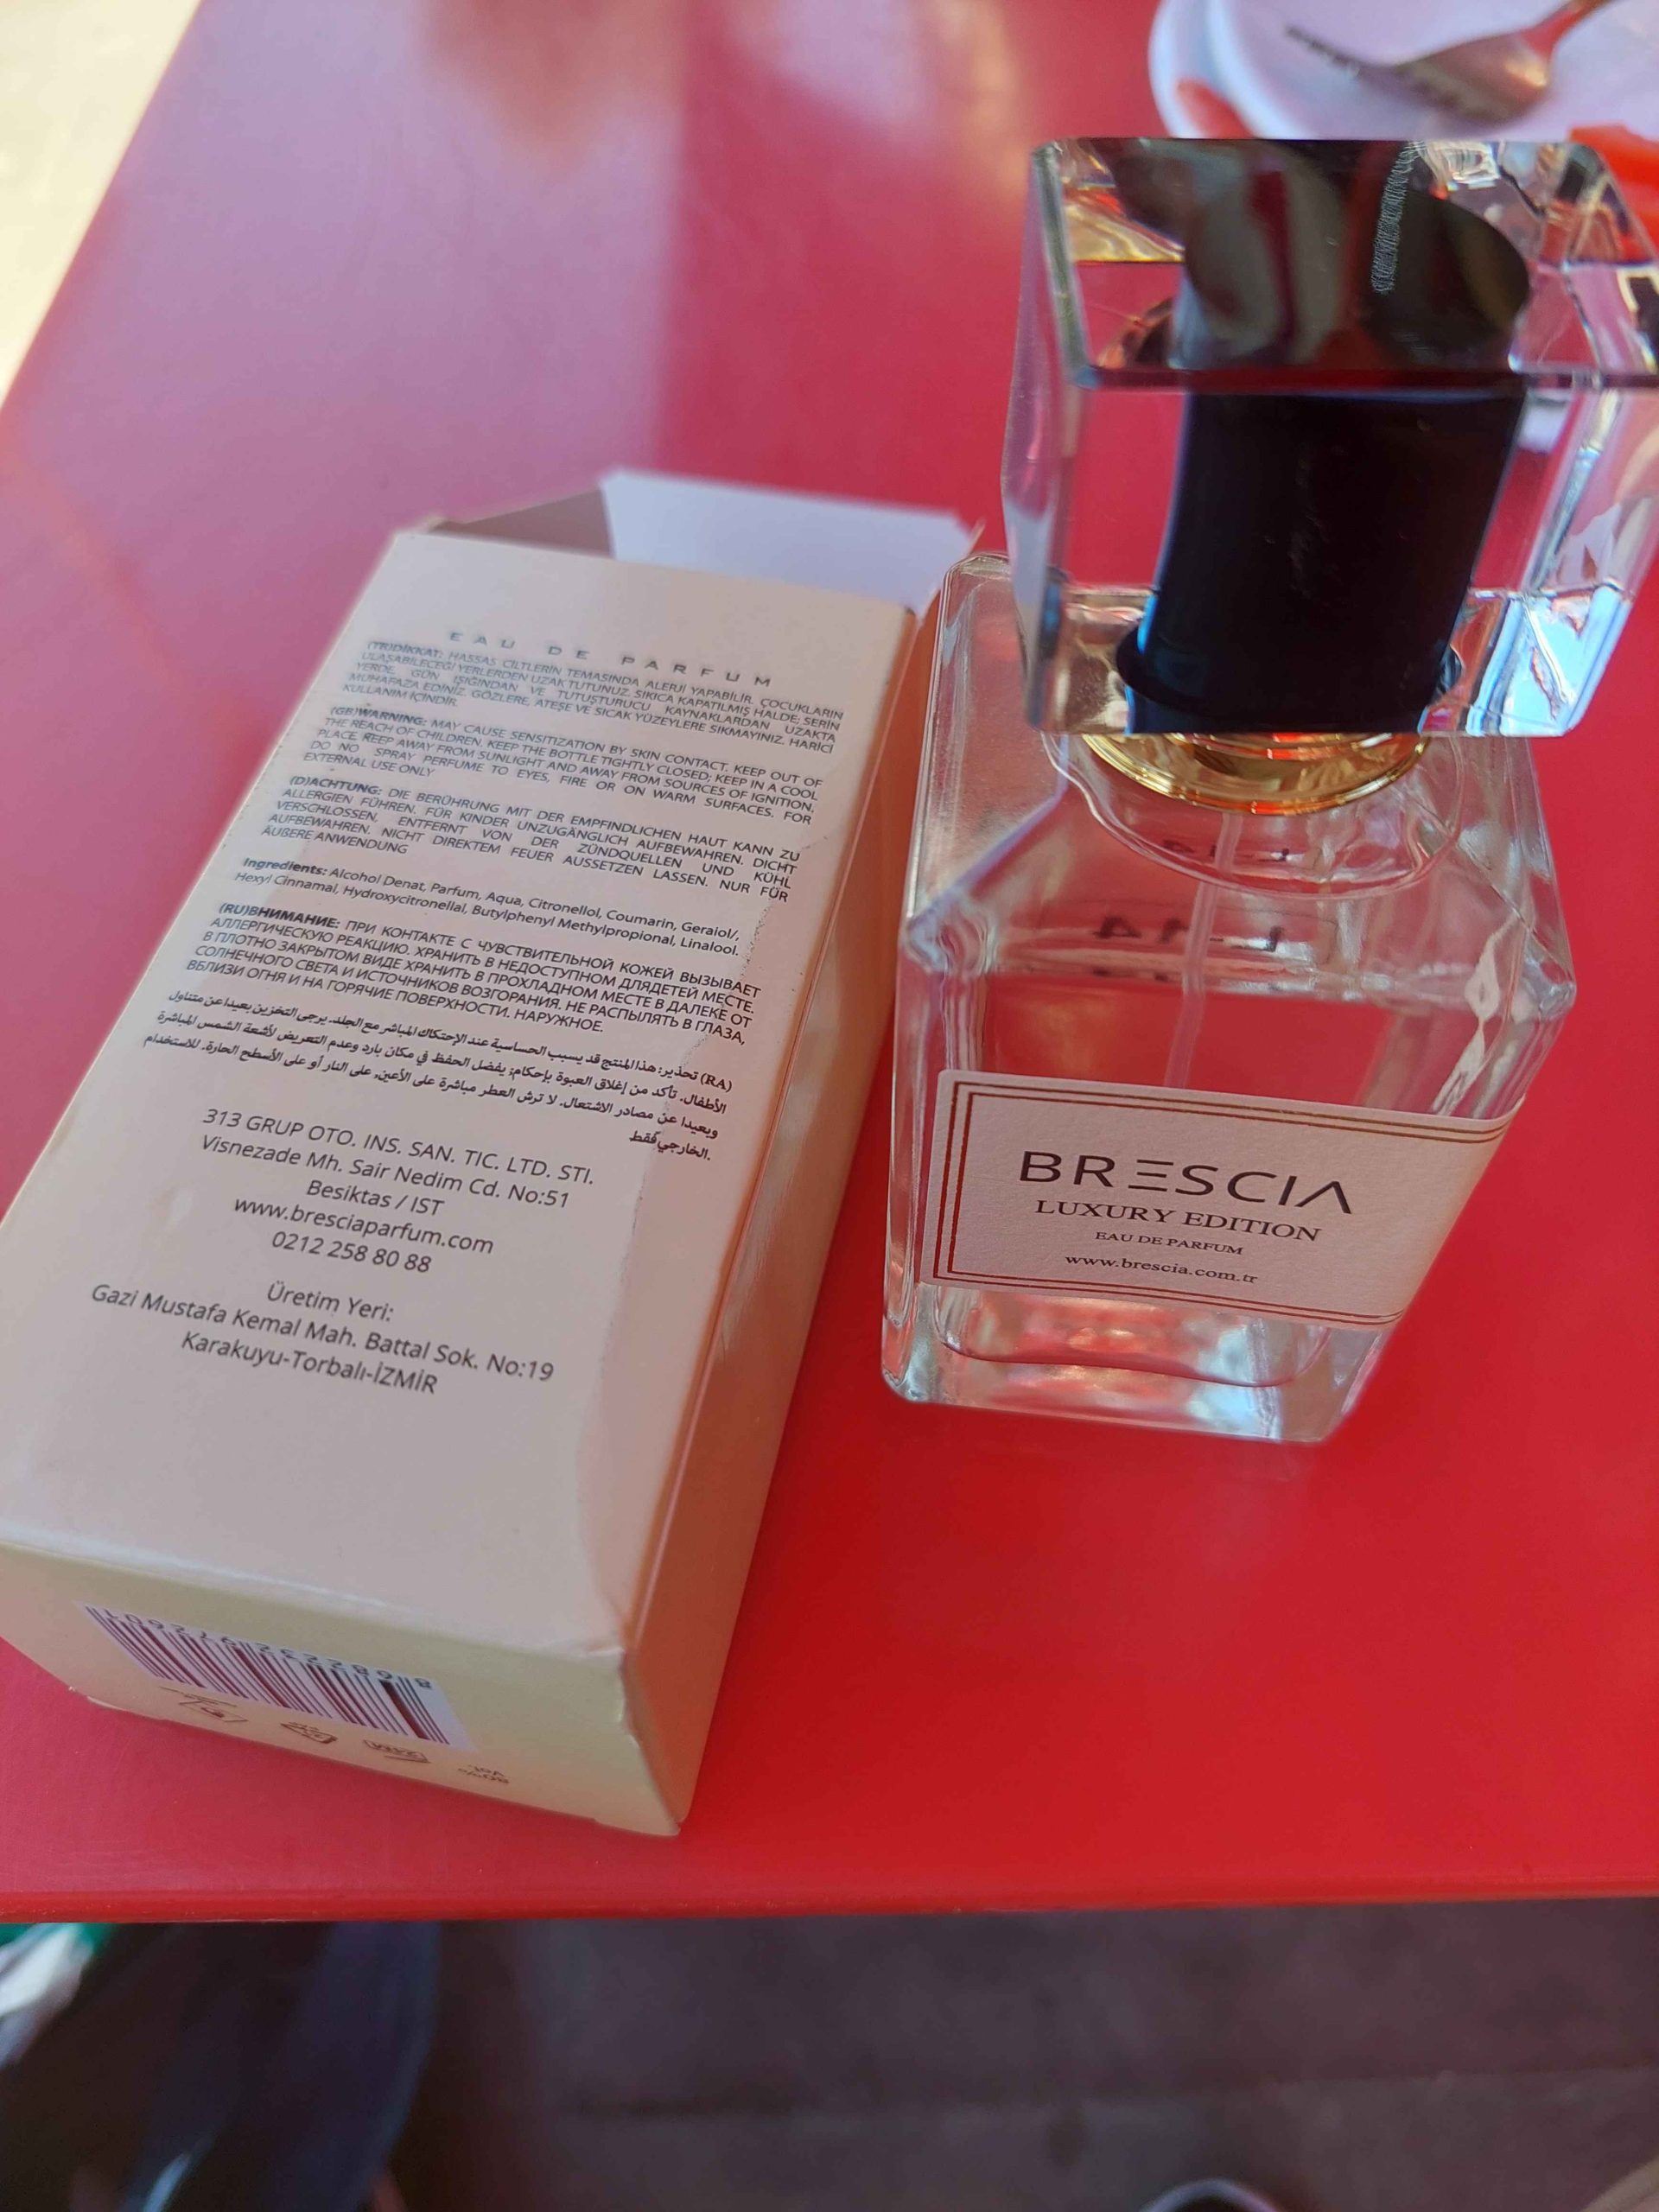 EAU DE PARFUM
(TR)DİKKAT: HASSAS CİLTLERİN TEMASINDA ALERJİ YAPABİLİR. ÇOCUKLARIN
ULAŞABİLECEĞİ YERLERDEN UZAK TUTUNUZ. SIKICA KAPATILMIŞ HALDE; SERİN
YERDE. GÜN IŞIĞINDAN VE TUTUŞTURUCU KAYNAKLARDAN UZAKTA
MUHAFAZA EDİNİZ. GÖZLERE, ATEŞE VE SICAK YÜZEYLERE SIKMAYINIZ. HARİCİ
KULLANIM İÇİNDİR.
(GB)WARNING: MAY CAUSE SENSITIZATION BY SKIN CONTACT. KEEP OUT OF
THE REACH OF CHILDREN. KEEP THE BOTTLE TIGHTLY CLOSED; KEEP IN A COOL
PLACE. KEEP AWAY FROM SUNLIGHT AND AWAY FROM SOURCES OF IGNITION.
DO NO SPRAY PERFUME TO EYES, FIRE OR ON WARM SURFACES. FOR
EXTERNAL USE ONLY
(D)ACHTUNG: DIE BERÜHRUNG MIT DER EMPFINDLICHEN HAUT KANN ZU
ALLERGIEN FÜHREN. FÜR KINDER UNZUGÄNGLICH AUFBEWAHREN. DICHT
VERSCHLOSSEN, ENTFERNT VON DER ZÜNDQUELLEN UND KÜHL
AUFBEWAHREN. NICHT DIREKTEM FEUER AUSSETZEN LASSEN. NUR FÜR
ÄUßERE ANWENDUNG
Ingredients: Alcohol Denat, Parfum, Aqua, Citronellol, Coumarin, Geraiol/,
Hexyl Cinnamal, Hydroxycitronellal, Butylphenyl Methylpropional, Linalool.
(RU)ВНИМАНИЕ: ПРИ КОНТАКТЕ С ЧУВСТВИТЕЛЬНОЙ КОЖЕЙ ВЫЗЫВАЕТ
АЛЛЕРГИЧЕСКУЮ РЕАКЦИЮ. ХРАНИТЬ В НЕДОСТУПНОМ ДЛЯДЕТЕЙ МЕСТЕ.
В ПЛОТНО ЗАКРЫТОМ ВИДЕ ХРАНИТЬ В ПРОХЛАДНОМ МЕСТЕ В ДАЛЕКЕ ОТ
СОЛНЕЧНОГО СВЕТА И ИСТОЧНИКОВ ВОЗГОРАНИЯ. НЕ РАСПЫЛЯТЬ В ГЛАЗА,
ВБЛИЗИ ОГНЯ И НА ГОРЯЧИЕ ПОВЕРХНОСТИ. НАРУЖНОЕ.
(RA) تحذير: هذا المنتج قد يسبب الحساسية عند الإحتكاك المباشر مع الجلد. يرجى التخزين بعيدا عن متناول
الأطفال. تأكد من إغلاق العبوة بإحكام؛ يفضل الحفظ في مكان بارد وعدم التعريض لأشعة الشمس المباشرة
وبعيدا عن مصادر الاشتعال. لا ترش العطر مباشرة على الأعين، على النار أو على الأسطح الحارة. للاستخدام
الخارجي فقط.
313 GRUP OTO. INS. SAN. TIC. LTD. STI.
Visnezade Mh. Sair Nedim Cd. No:51
Besiktas / IST
www.bresciaparfum.com
0212 258 80 88
Üretim Yeri:
Gazi Mustafa Kemal Mah. Battal Sok. No:19
Karakuyu-Torbalı-İZMİR
8 682232 972601
80%
Vol.
L-14
BRESCIA
LUXURY EDITION
EAU DE PARFUM
www.brescia.com.tr